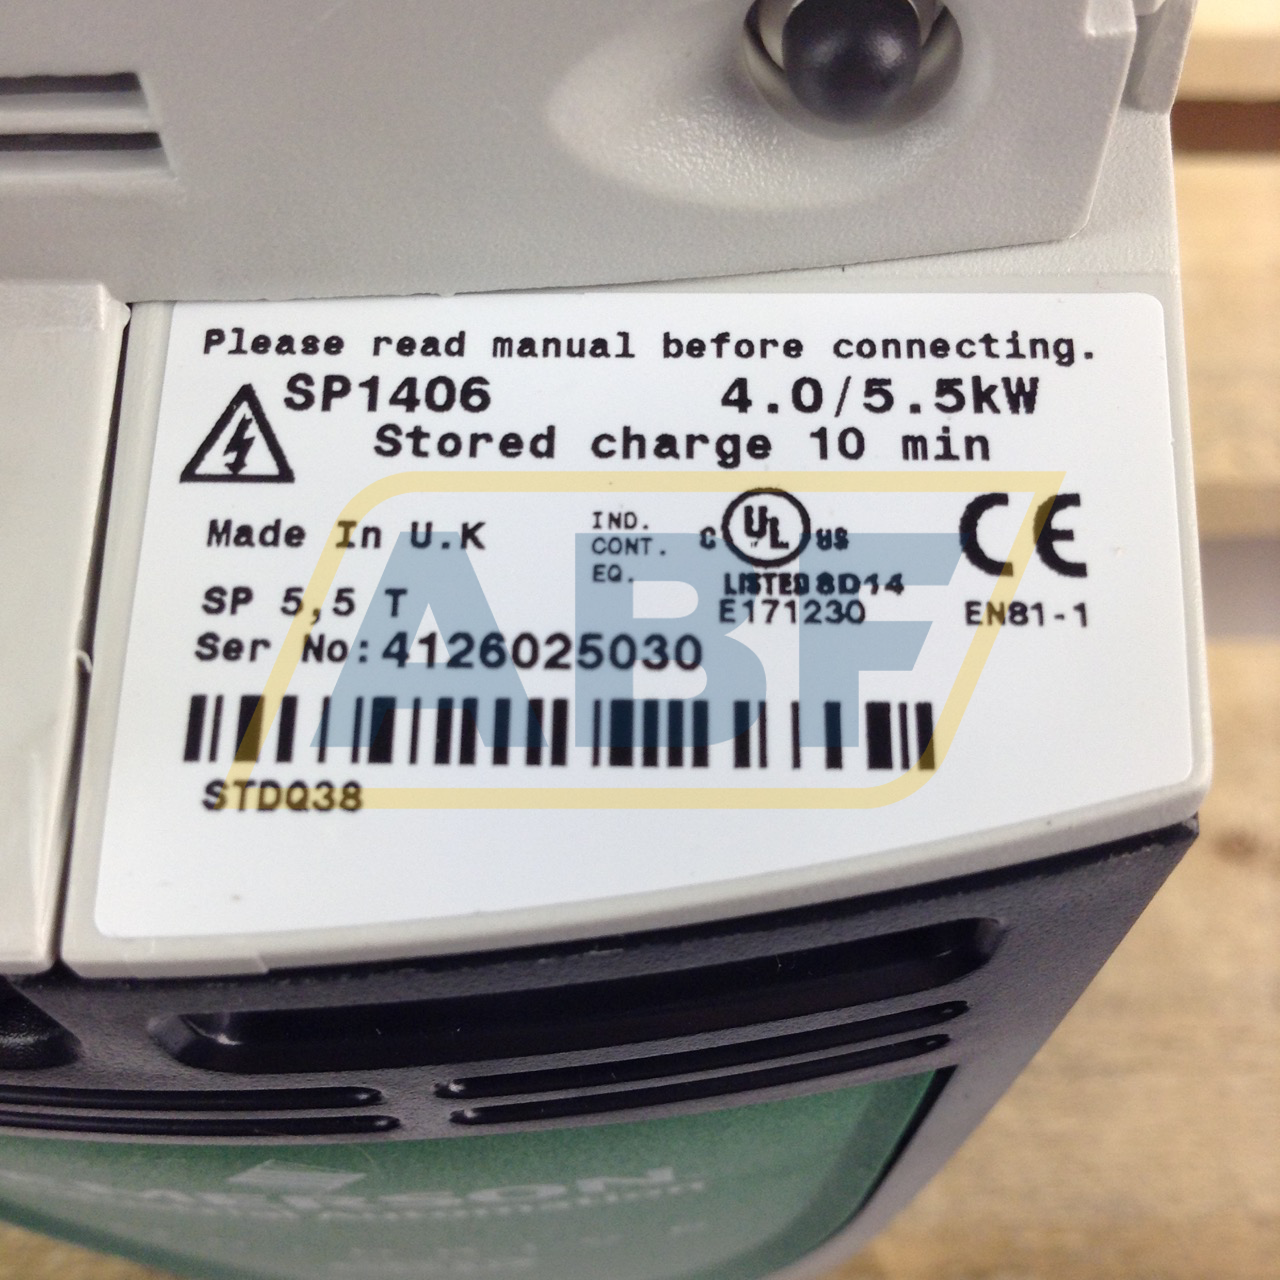 Please read manual before connecting.
SP1406 4.0/5.5kW
Stored charge 10 min
Made In U.K
IND.
CONT.
EQ.
C UL US
LISTED 8D14
E171230
CE
EN81-1
SP 5,5 T
Ser No: 4126025030
STDQ38
ABF
EMERSON